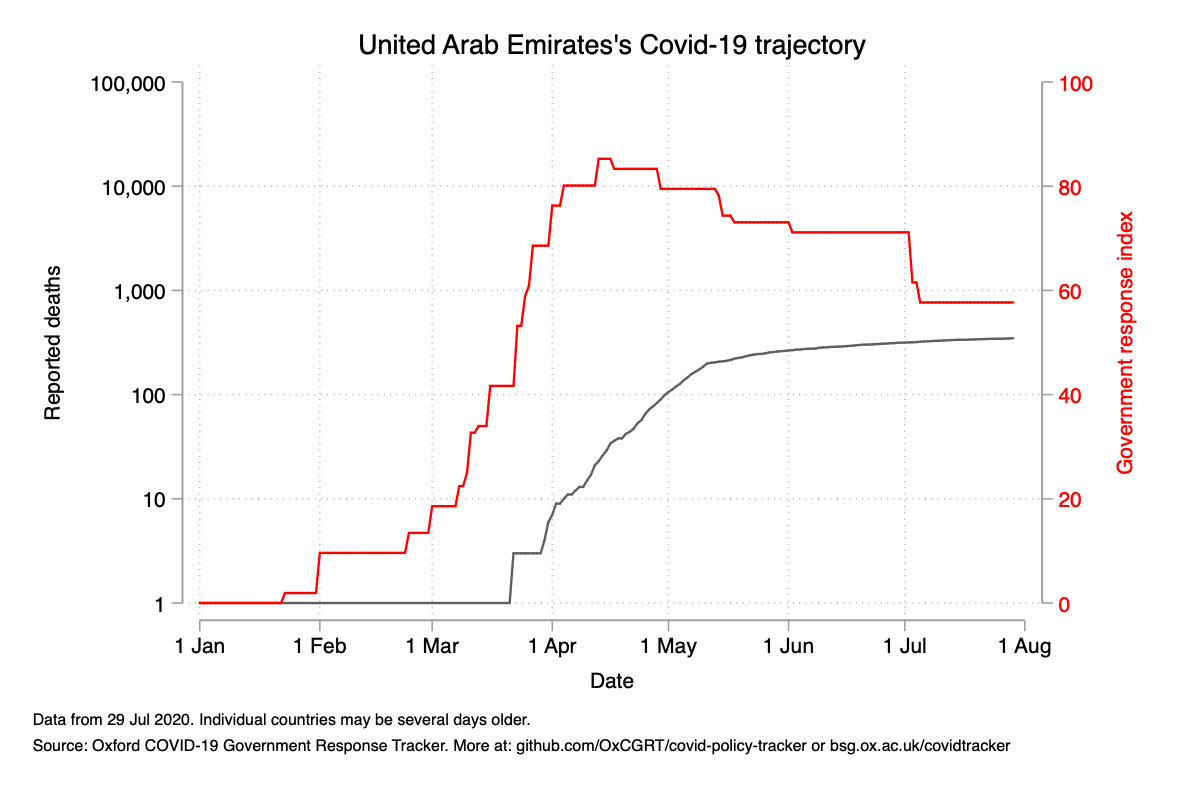 United Arab Emirates's Covid-19 trajectory
100,000
10,000
1,000
100
10
1
Reported deaths
100
80
60
40
20
0
Government response index
1 Jan 1 Feb 1 Mar 1 Apr 1 May 1 Jun 1 Jul 1 Aug
Date
Data from 29 Jul 2020. Individual countries may be several days older.
Source: Oxford COVID-19 Government Response Tracker. More at: github.com/OxCGRT/covid-policy-tracker or bsg.ox.ac.uk/covidtracker